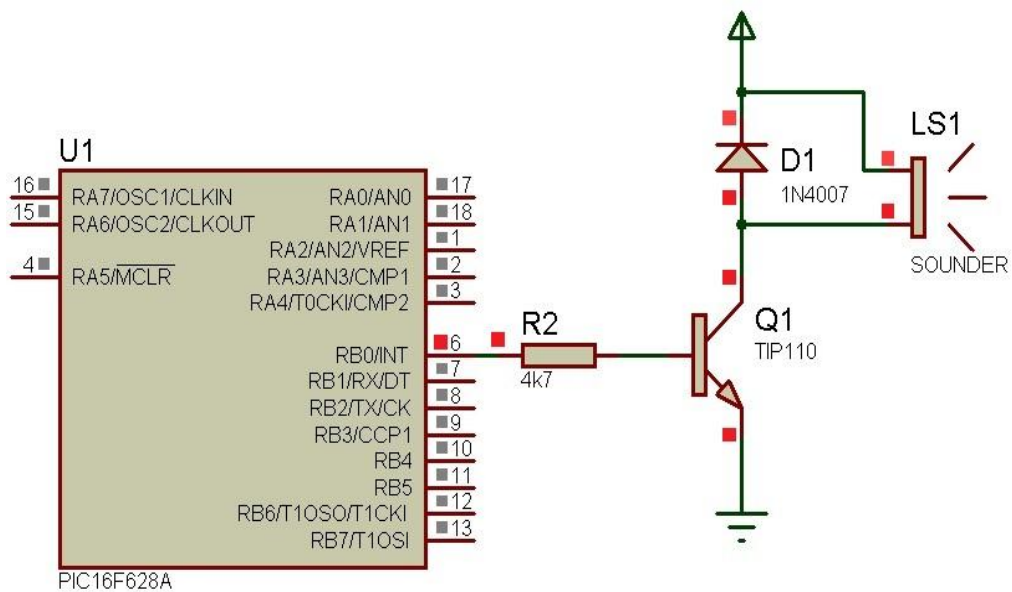 U1
16
RA7/OSC1/CLKIN
15
RA6/OSC2/CLKOUT
4
RA5/MCLR
RA0/AN0
17
RA1/AN1
18
RA2/AN2/VREF
1
RA3/AN3/CMP1
2
RA4/T0CKI/CMP2
3
RB0/INT
6
RB1/RX/DT
7
RB2/TX/CK
8
RB3/CCP1
9
RB4
10
RB5
11
RB6/T1OSO/T1CKI
12
RB7/T1OSI
13
PIC16F628A
R2
4k7
D1
1N4007
Q1
TIP110
LS1
SOUNDER